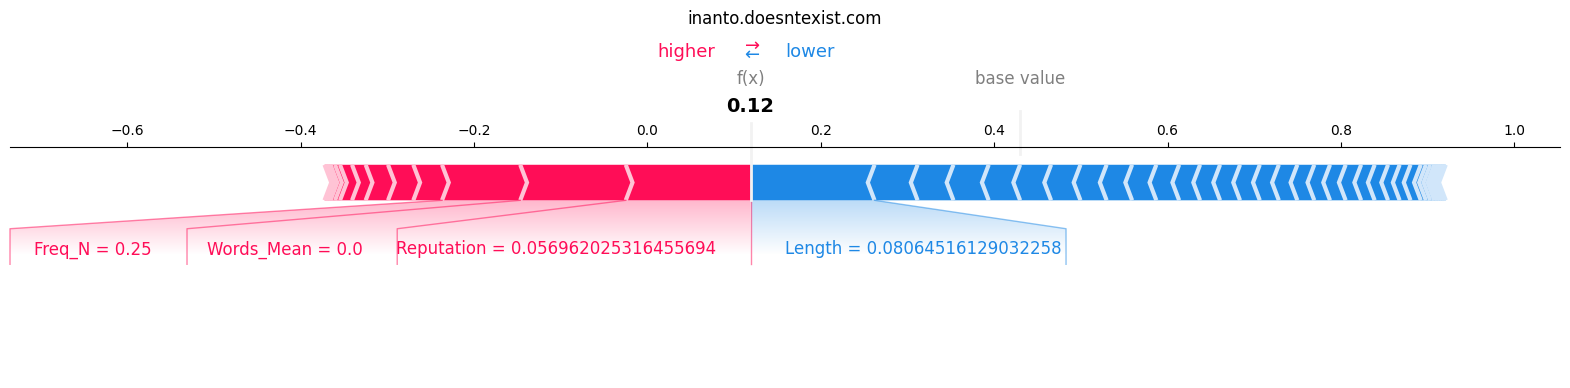 inanto.doesntexist.com
higher → ← lower
f(x) base value
0.12
−0.6 −0.4 −0.2 0.0 0.2 0.4 0.6 0.8 1.0
Freq_N = 0.25 Words_Mean = 0.0 Reputation = 0.056962025316455694 Length = 0.08064516129032258